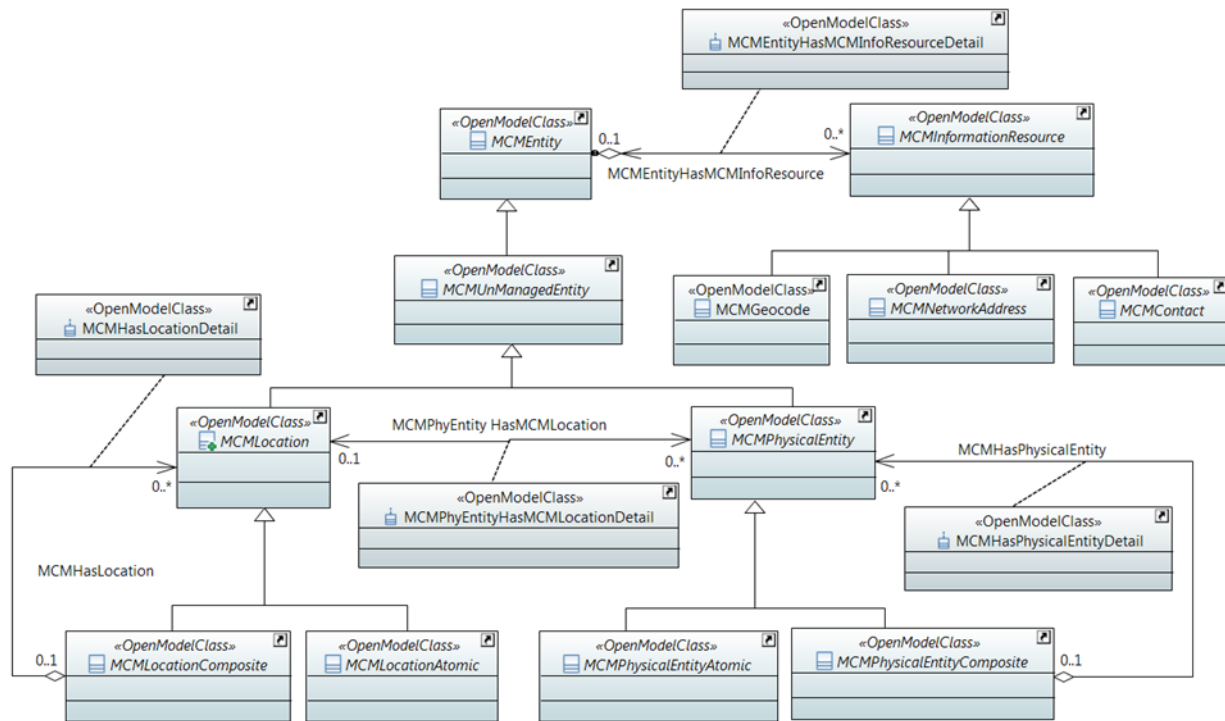 «OpenModelClass»
MCMEntityHasMCMInfoResourceDetail
«OpenModelClass»
MCMEntity
0..1
0..*
«OpenModelClass»
MCMInformationResource
MCMEntityHasMCMInfoResource
«OpenModelClass»
MCMUnManagedEntity
«OpenModelClass»
MCMGeocode
«OpenModelClass»
MCMNetworkAddress
«OpenModelClass»
MCMContact
«OpenModelClass»
MCMHasLocationDetail
«OpenModelClass»
MCMLocation
MCMPhyEntity HasMCMLocation
«OpenModelClass»
MCMPhysicalEntity
MCMHasPhysicalEntity
0..*
0..1
0..*
0..*
«OpenModelClass»
MCMPhyEntityHasMCMLocationDetail
«OpenModelClass»
MCMHasPhysicalEntityDetail
MCMHasLocation
0..1
«OpenModelClass»
MCMLocationComposite
«OpenModelClass»
MCMLocationAtomic
«OpenModelClass»
MCMPhysicalEntityAtomic
«OpenModelClass»
MCMPhysicalEntityComposite
0..1